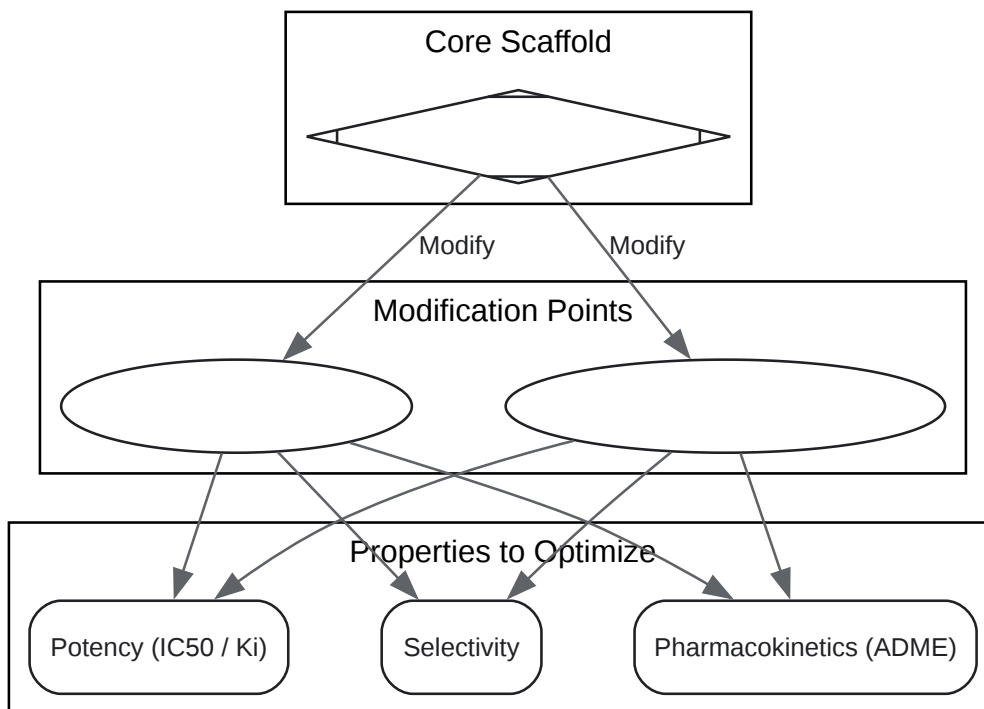 Core Scaffold
Modify
Modify
Modification Points
Properties to Optimize
Potency (IC50 / Ki)
Selectivity
Pharmacokinetics (ADME)